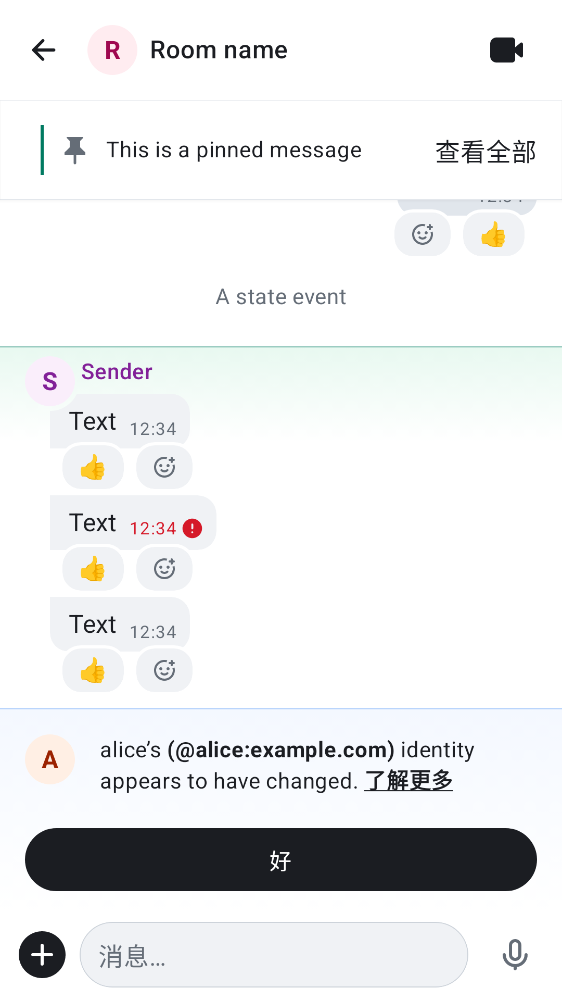 R Room name
This is a pinned message 查看全部
A state event
S Sender
Text 12:34
Text 12:34
Text 12:34
A alice’s (@alice:example.com) identity
appears to have changed. 了解更多
好
消息…